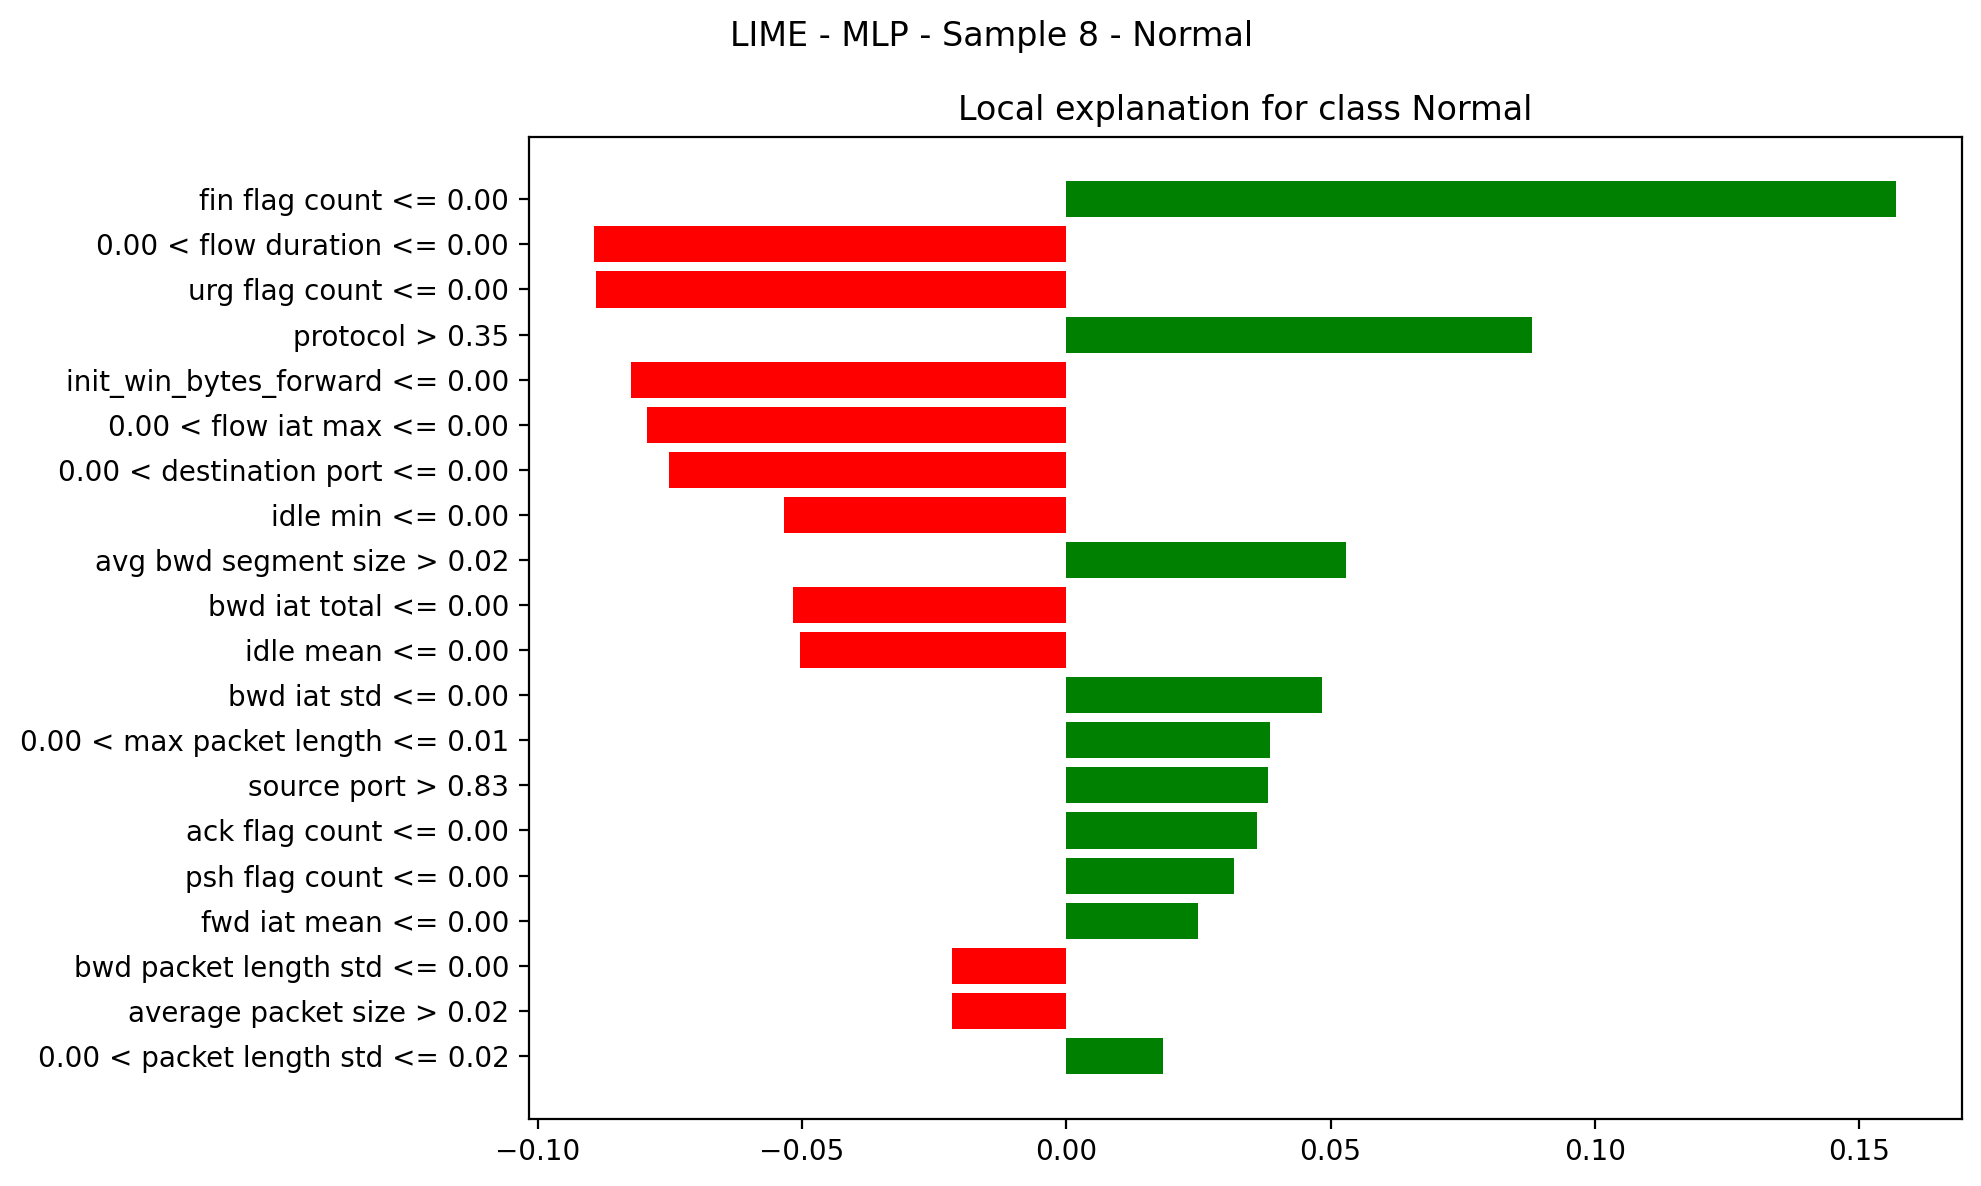 LIME - MLP - Sample 8 - Normal
Local explanation for class Normal
fin flag count <= 0.00
0.00 < flow duration <= 0.00
urg flag count <= 0.00
protocol > 0.35
init_win_bytes_forward <= 0.00
0.00 < flow iat max <= 0.00
0.00 < destination port <= 0.00
idle min <= 0.00
avg bwd segment size > 0.02
bwd iat total <= 0.00
idle mean <= 0.00
bwd iat std <= 0.00
0.00 < max packet length <= 0.01
source port > 0.83
ack flag count <= 0.00
psh flag count <= 0.00
fwd iat mean <= 0.00
bwd packet length std <= 0.00
average packet size > 0.02
0.00 < packet length std <= 0.02
−0.10 −0.05 0.00 0.05 0.10 0.15